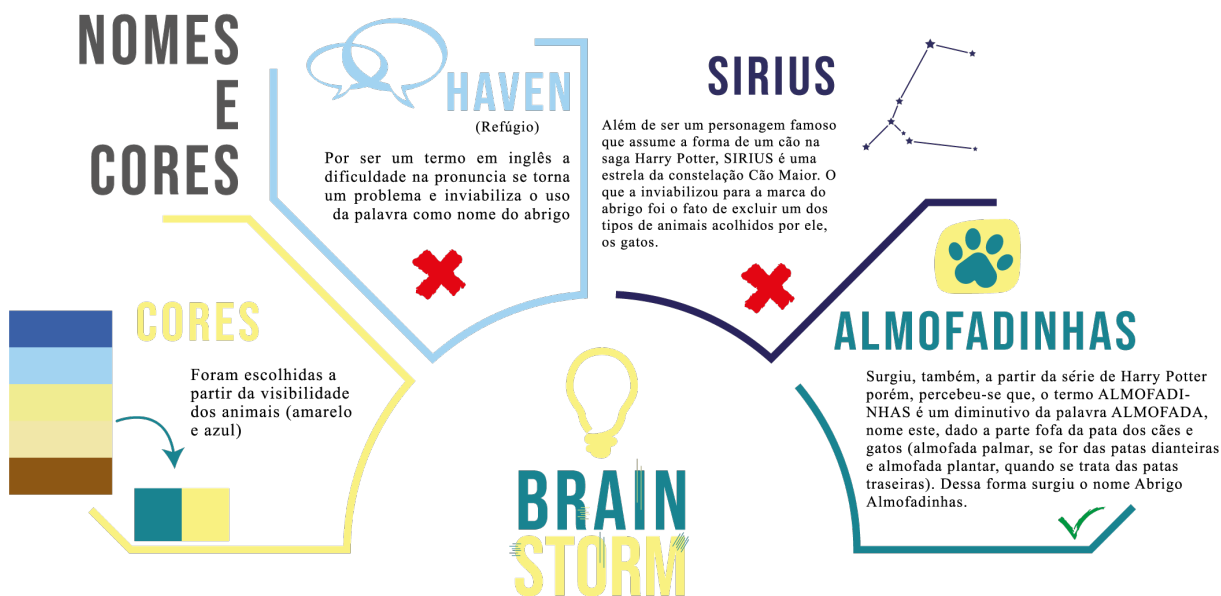 NOMES
E
CORES
HAVEN
(Refúgio)
Por ser um termo em inglês a
dificuldade na pronuncia se torna
um problema e inviabiliza o uso
da palavra como nome do abrigo
SIRIUS
Além de ser um personagem famoso
que assume a forma de um cão na
saga Harry Potter, SIRIUS é uma
estrela da constelação Cão Maior. O
que a inviabilizou para a marca do
abrigo foi o fato de excluir um dos
tipos de animais acolhidos por ele,
os gatos.
CORES
Foram escolhidas a
partir da visibilidade
dos animais (amarelo
e azul)
ALMOFADINHAS
Surgiu, também, a partir da série de Harry Potter
porém, percebeu-se que, o termo ALMOFADI-
NHAS é um diminutivo da palavra ALMOFADA,
nome este, dado a parte fofa da pata dos cães e
gatos (almofada palmar, se for das patas dianteiras
e almofada plantar, quando se trata das patas
traseiras). Dessa forma surgiu o nome Abrigo
Almofadinhas.
BRAIN
STORM